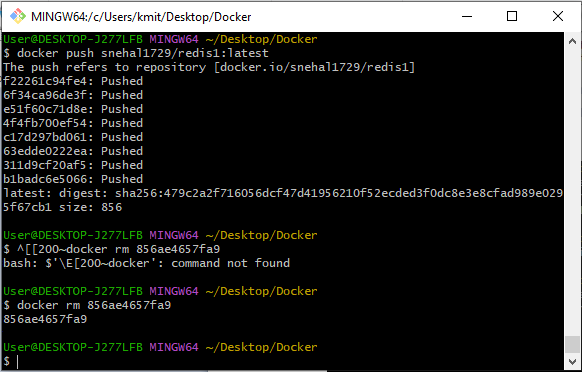 MINGW64:/c/Users/kmit/Desktop/Docker
User@DESKTOP-J277LFB MINGW64 ~/Desktop/Docker
$ docker push snehal1729/redis1:latest
The push refers to repository [docker.io/snehal1729/redis1]
f22261c94fe4: Pushed
6f34ca96de3f: Pushed
e51f60c71d8e: Pushed
4f4fb700ef54: Pushed
c17d297bd061: Pushed
63edde0222ea: Pushed
311d9cf20af5: Pushed
b1badc6e5066: Pushed
latest: digest: sha256:479c2a2f716056dcf47d41956210f52ecded3f0dc8e3e8cfad989e029
5f67cb1 size: 856
User@DESKTOP-J277LFB MINGW64 ~/Desktop/Docker
$ ^[[200~docker rm 856ae4657fa9
bash: $'\E[200~docker': command not found
User@DESKTOP-J277LFB MINGW64 ~/Desktop/Docker
$ docker rm 856ae4657fa9
856ae4657fa9
User@DESKTOP-J277LFB MINGW64 ~/Desktop/Docker
$